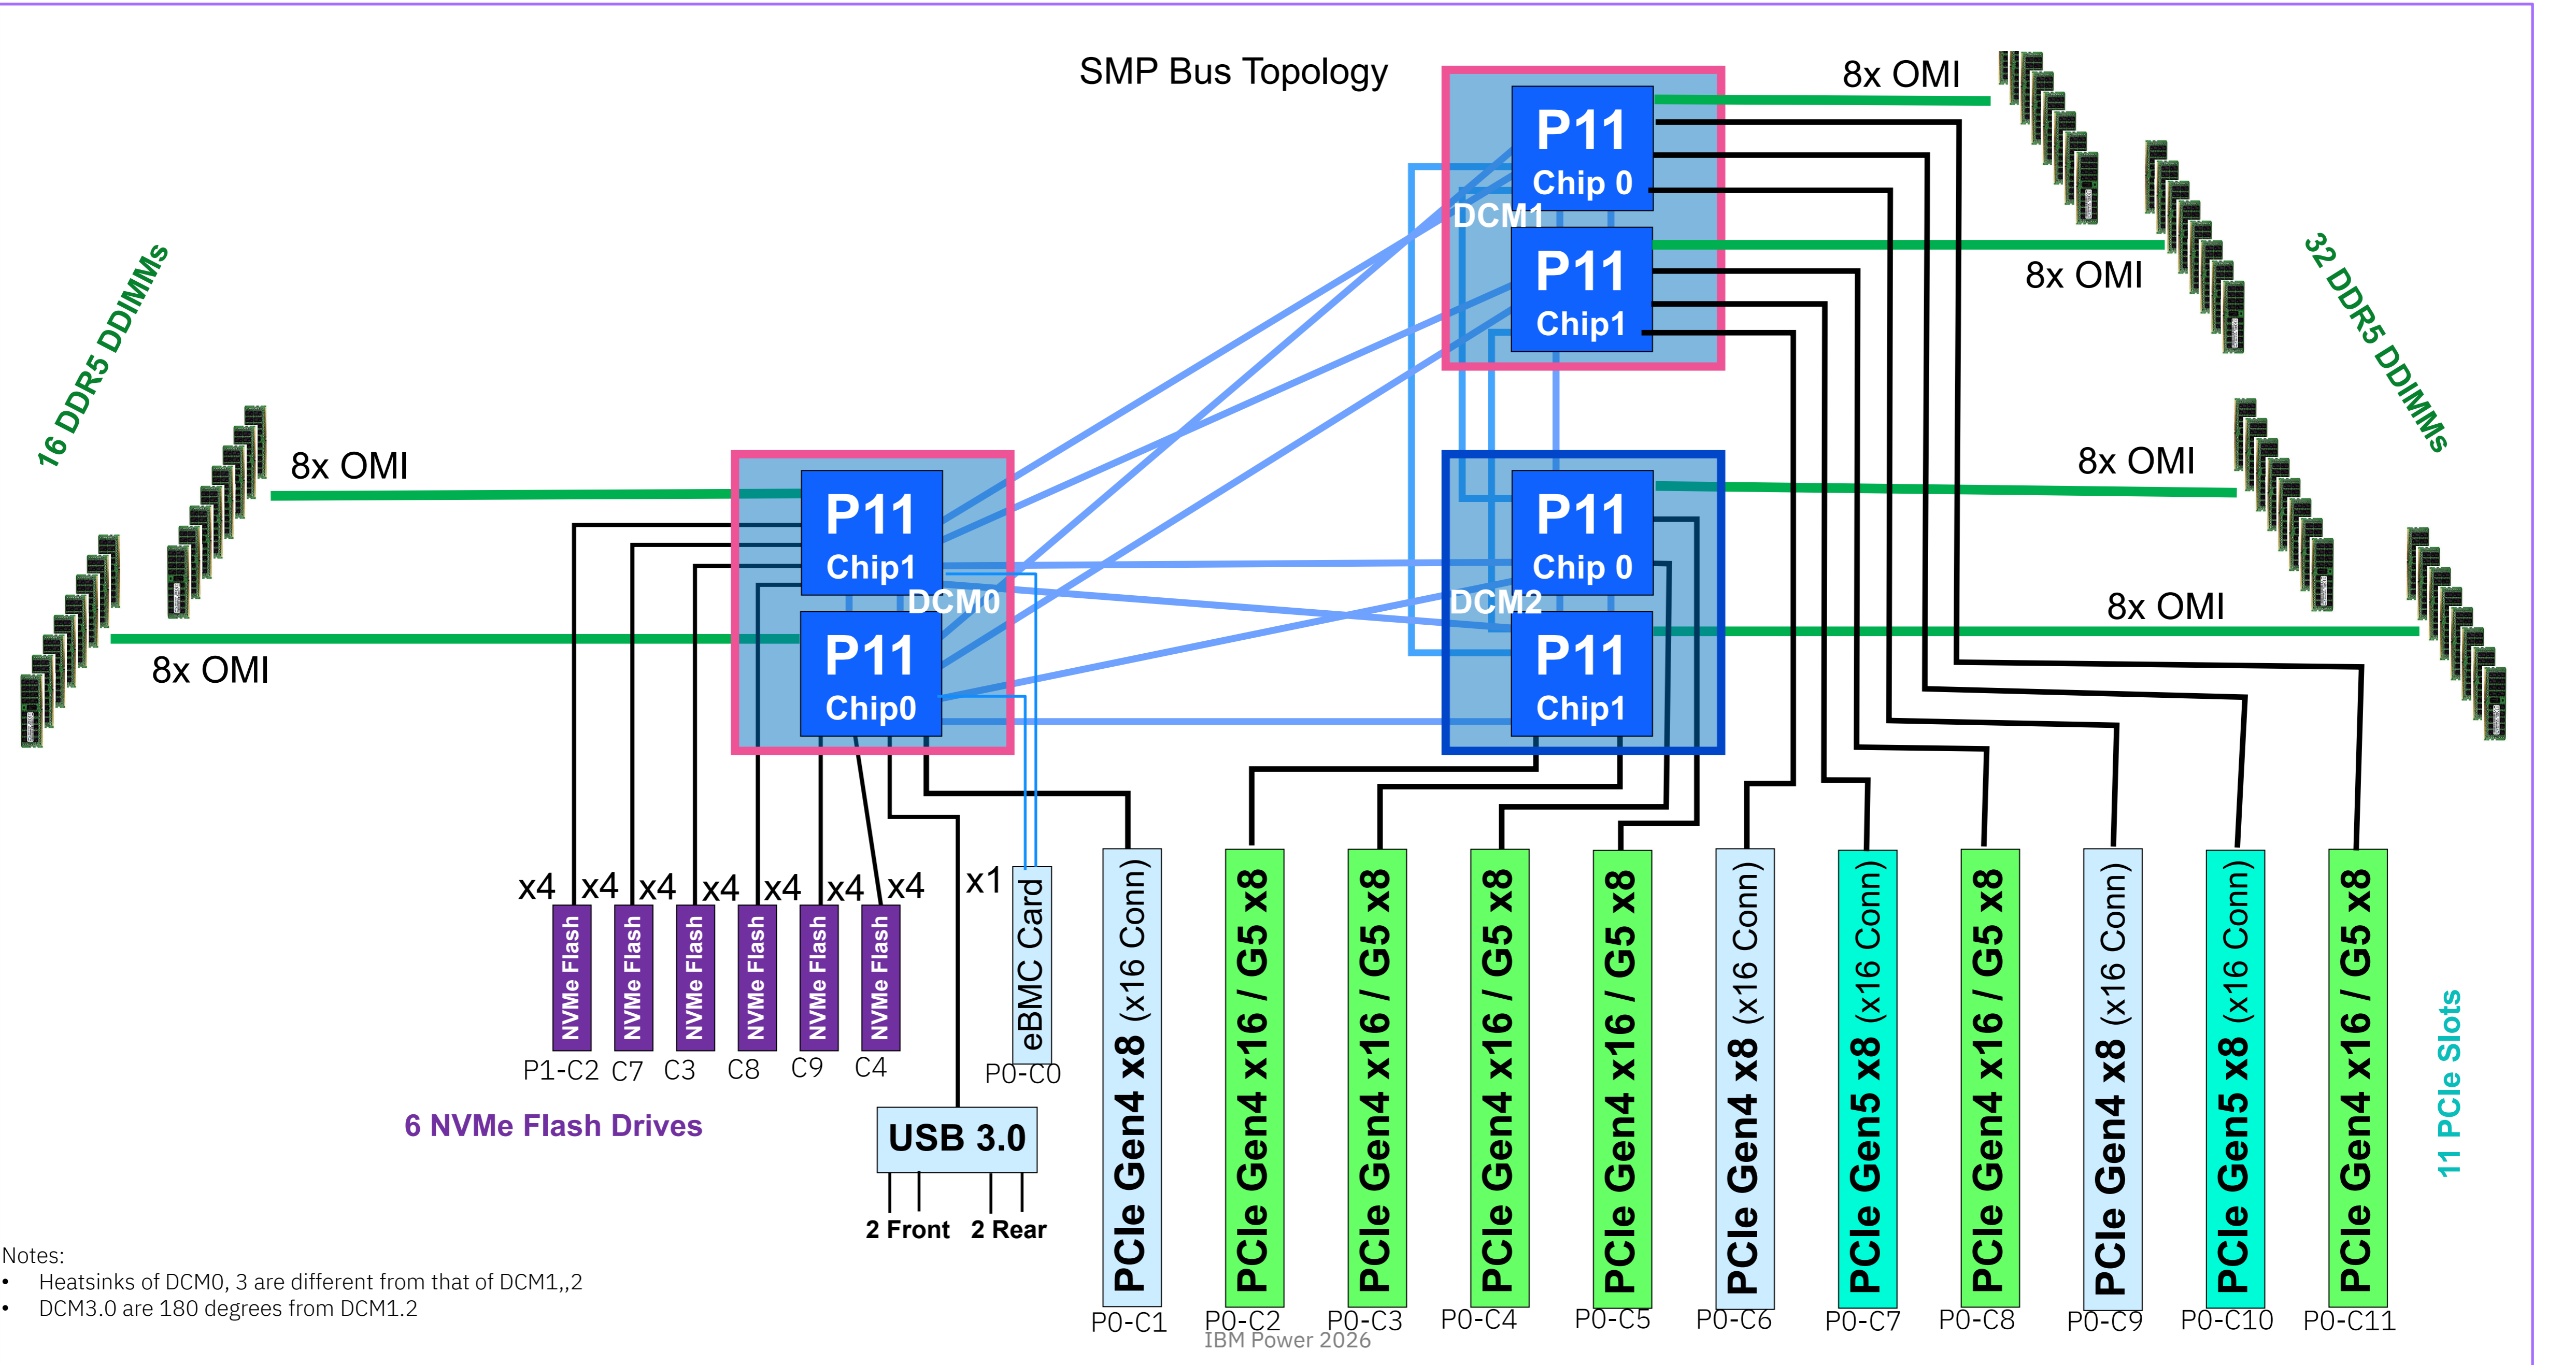 SMP Bus Topology
8x OMI
P11
Chip 0
DCM1
P11
Chip1
8x OMI
16 DDR5 DDIMMs
32 DDR5 DDIMMs
8x OMI
8x OMI
P11
Chip1
DCM0
P11
Chip0
P11
Chip 0
DCM2
P11
Chip1
8x OMI
8x OMI
x4
x4
x4
x4
x4
x4
x4
x1
NVMe Flash
NVMe Flash
NVMe Flash
NVMe Flash
NVMe Flash
NVMe Flash
P1-C2
C7
C3
C8
C9
C4
6 NVMe Flash Drives
eBMC Card
P0-C0
USB 3.0
2 Front
2 Rear
PCIe Gen4 x8 (x16 Conn)
PCIe Gen4 x16 / G5 x8
PCIe Gen4 x16 / G5 x8
PCIe Gen4 x16 / G5 x8
PCIe Gen4 x16 / G5 x8
PCIe Gen4 x8 (x16 Conn)
PCIe Gen5 x8 (x16 Conn)
PCIe Gen4 x16 / G5 x8
PCIe Gen4 x8 (x16 Conn)
PCIe Gen5 x8 (x16 Conn)
PCIe Gen4 x16 / G5 x8
11 PCIe Slots
P0-C1
P0-C2
P0-C3
P0-C4
P0-C5
P0-C6
P0-C7
P0-C8
P0-C9
P0-C10
P0-C11
Notes:
• Heatsinks of DCM0, 3 are different from that of DCM1,,2
• DCM3.0 are 180 degrees from DCM1.2
IBM Power 2026